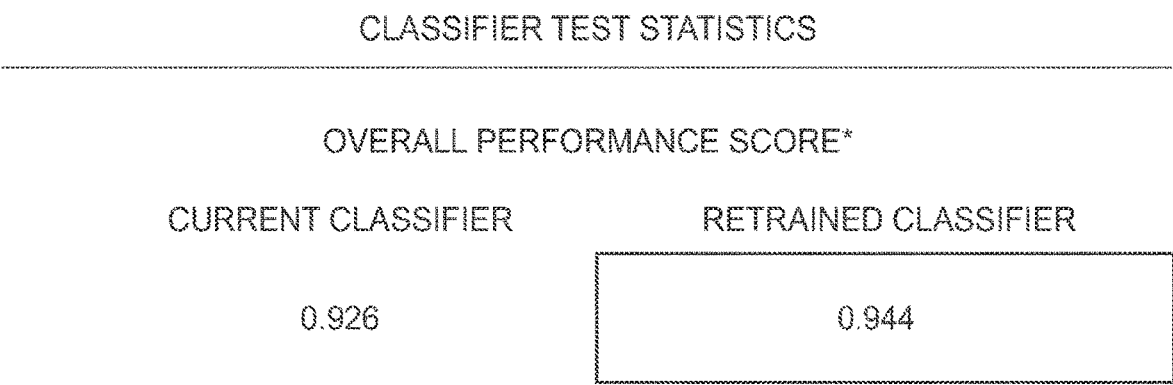 CLASSIFIER TEST STATISTICS
OVERALL PERFORMANCE SCORE*
CURRENT CLASSIFIER RETRAINED CLASSIFIER
0.926 0.944